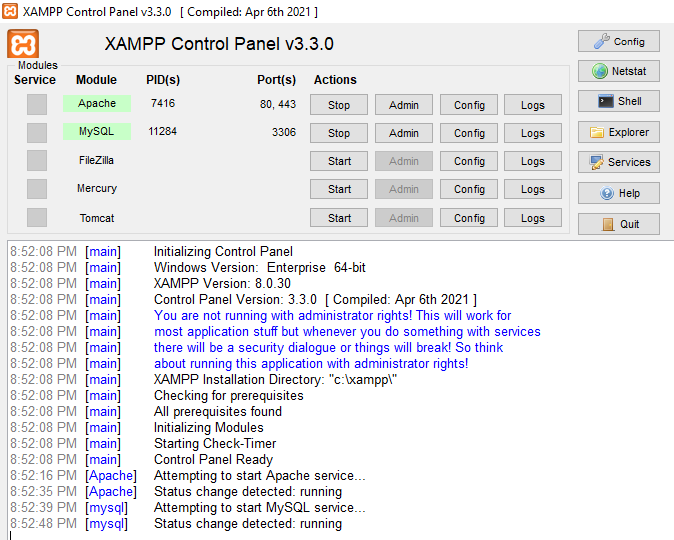 XAMPP Control Panel v3.3.0 [ Compiled: Apr 6th 2021 ]
XAMPP Control Panel v3.3.0
Config
Modules
Service Module PID(s) Port(s) Actions
Netstat
Apache 7416 80, 443 Stop Admin Config Logs
Shell
MySQL 11284 3306 Stop Admin Config Logs
Explorer
FileZilla Start Admin Config Logs
Services
Mercury Start Admin Config Logs
Help
Tomcat Start Admin Config Logs
Quit
8:52:08 PM [main] Initializing Control Panel
8:52:08 PM [main] Windows Version: Enterprise 64-bit
8:52:08 PM [main] XAMPP Version: 8.0.30
8:52:08 PM [main] Control Panel Version: 3.3.0 [ Compiled: Apr 6th 2021 ]
8:52:08 PM [main] You are not running with administrator rights! This will work for
8:52:08 PM [main] most application stuff but whenever you do something with services
8:52:08 PM [main] there will be a security dialogue or things will break! So think
8:52:08 PM [main] about running this application with administrator rights!
8:52:08 PM [main] XAMPP Installation Directory: "c:\xampp\"
8:52:08 PM [main] Checking for prerequisites
8:52:08 PM [main] All prerequisites found
8:52:08 PM [main] Initializing Modules
8:52:08 PM [main] Starting Check-Timer
8:52:08 PM [main] Control Panel Ready
8:52:16 PM [Apache] Attempting to start Apache service...
8:52:35 PM [Apache] Status change detected: running
8:52:39 PM [mysql] Attempting to start MySQL service...
8:52:48 PM [mysql] Status change detected: running